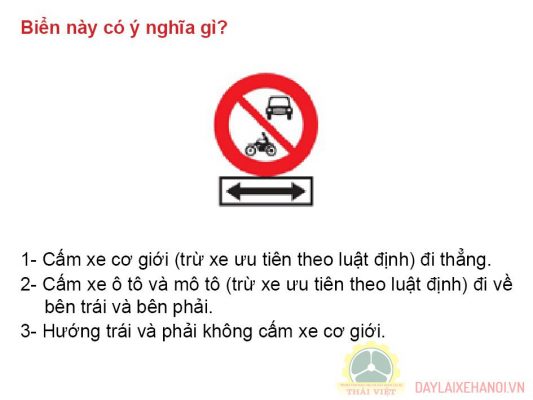 Biển này có ý nghĩa gì?
1- Cấm xe cơ giới (trừ xe ưu tiên theo luật định) đi thẳng.
2- Cấm xe ô tô và mô tô (trừ xe ưu tiên theo luật định) đi về
bên trái và bên phải.
3- Hướng trái và phải không cấm xe cơ giới.
THÁI VIỆT
DAYLAIXEHANOI.VN